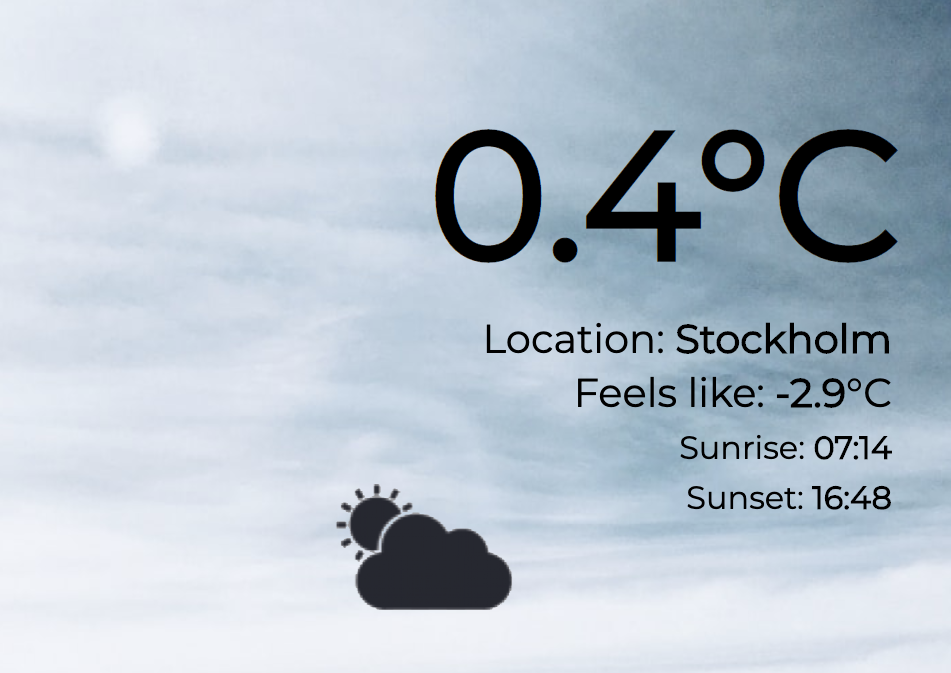 0.4°C
Location: Stockholm
Feels like: -2.9°C
Sunrise: 07:14
Sunset: 16:48